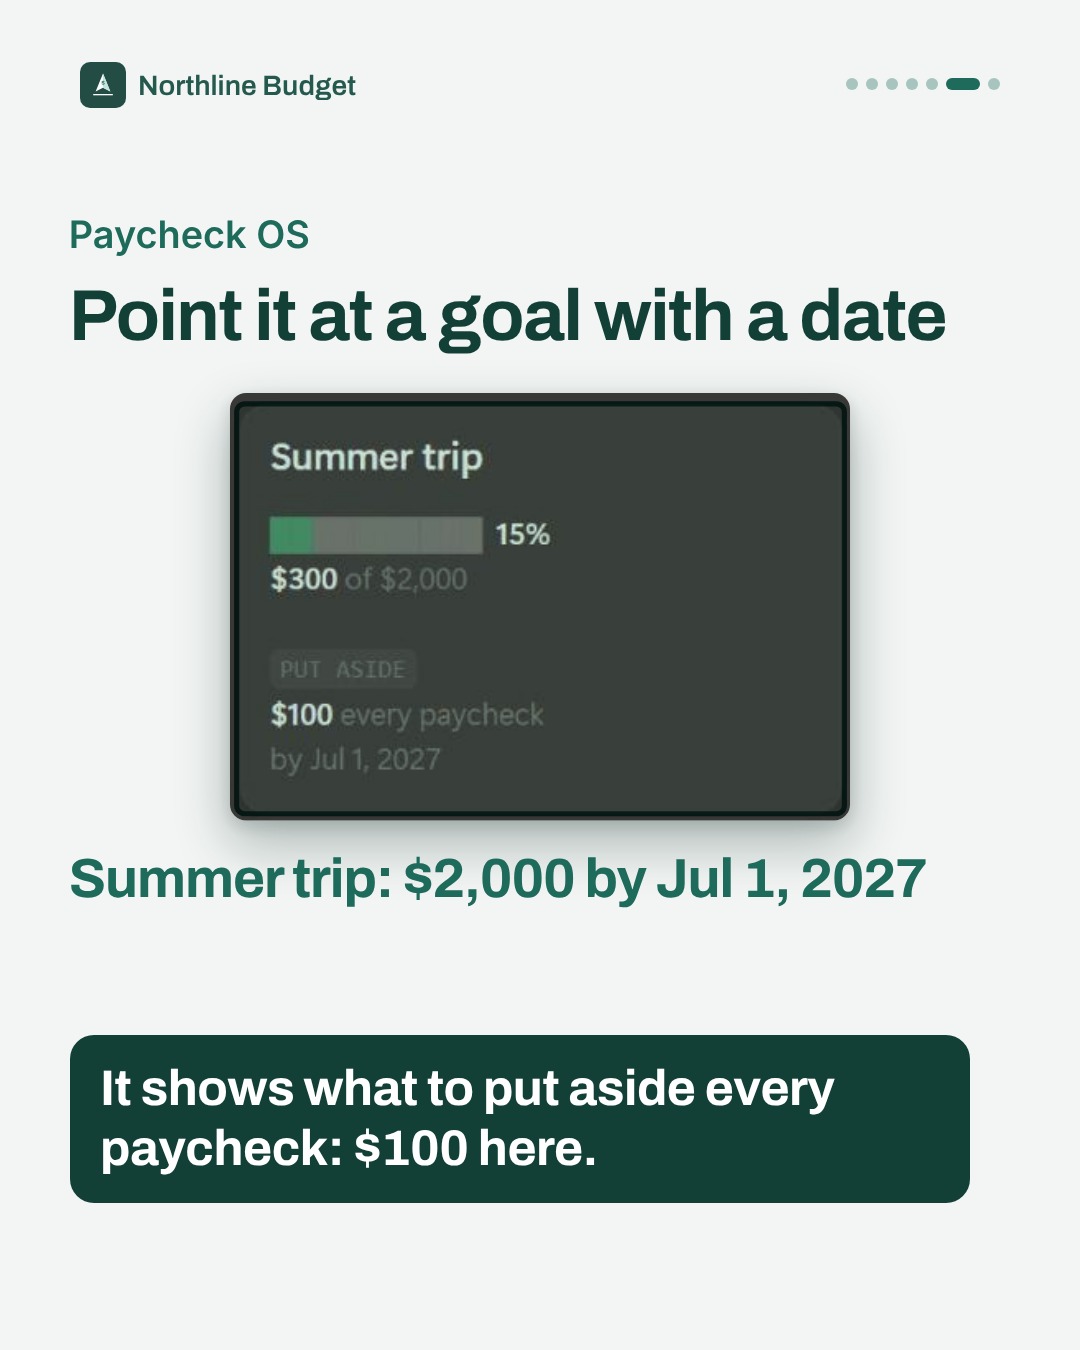 Northline Budget
Paycheck OS
Point it at a goal with a date
Summer trip
15%
$300 of $2,000
PUT ASIDE
$100 every paycheck
by Jul 1, 2027
Summer trip: $2,000 by Jul 1, 2027
It shows what to put aside every
paycheck: $100 here.